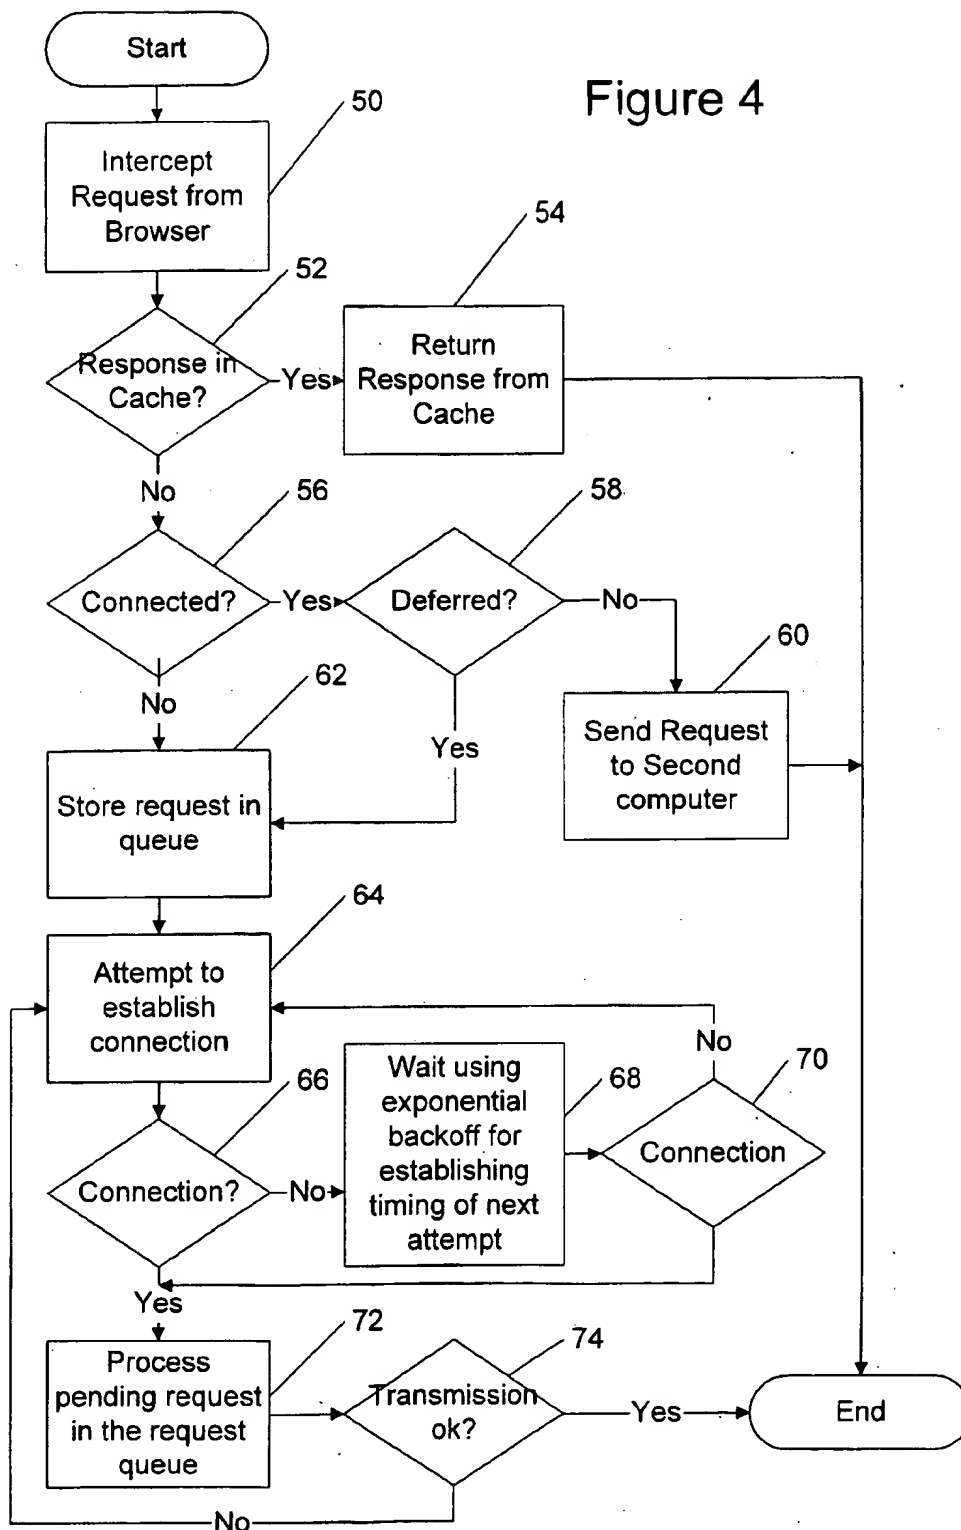 Start
Figure 4
50
Intercept
Request from
Browser
54
52
Response in
Cache?
Yes
Return
Response from
Cache
No
56
58
Connected?
Yes
Deferred?
No
60
62
No
Yes
Send Request
to Second
computer
Store request in
queue
64
Attempt to
establish
connection
No
66
Wait using
exponential
backoff for
establishing
timing of next
attempt
68
70
Connection?
No
Connection
Yes
72
74
Process
pending request
in the request
queue
Transmission
ok?
Yes
End
No